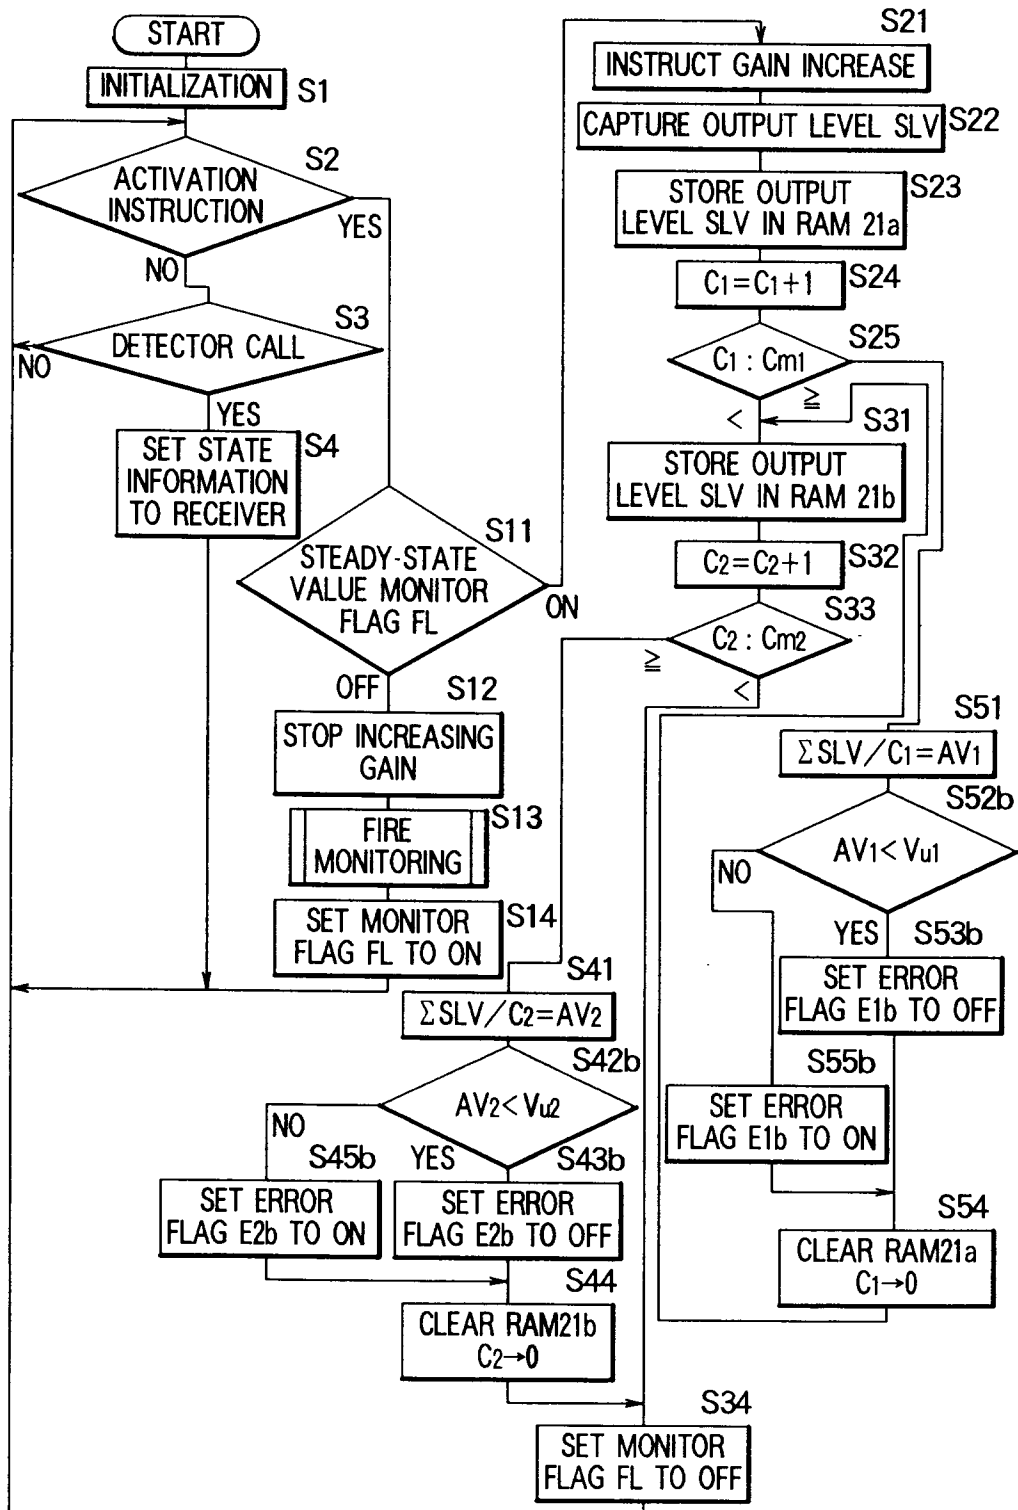 START
INITIALIZATION
S1
S2
ACTIVATION
INSTRUCTION
YES
NO
S3
DETECTOR CALL
NO
YES
S4
SET STATE
INFORMATION
TO RECEIVER
S11
STEADY-STATE
VALUE MONITOR
FLAG FL
ON
OFF
S12
STOP INCREASING
GAIN
S13
FIRE
MONITORING
S14
SET MONITOR
FLAG FL TO ON
S21
INSTRUCT GAIN INCREASE
CAPTURE OUTPUT LEVEL SLV
S22
S23
STORE OUTPUT
LEVEL SLV IN RAM 21a
S24
C1=C1+1
S25
C1 : Cm1
≧
<
S31
STORE OUTPUT
LEVEL SLV IN RAM 21b
S32
C2=C2+1
S33
C2 : Cm2
≧
<
S41
ΣSLV/C2=AV2
S42b
AV2<Vu2
NO
YES
S45b
SET ERROR
FLAG E2b TO ON
S43b
SET ERROR
FLAG E2b TO OFF
S44
CLEAR RAM21b
C2→0
S51
ΣSLV/C1=AV1
S52b
AV1<Vu1
NO
YES
S53b
SET ERROR
FLAG E1b TO OFF
S55b
SET ERROR
FLAG E1b TO ON
S54
CLEAR RAM21a
C1→0
S34
SET MONITOR
FLAG FL TO OFF